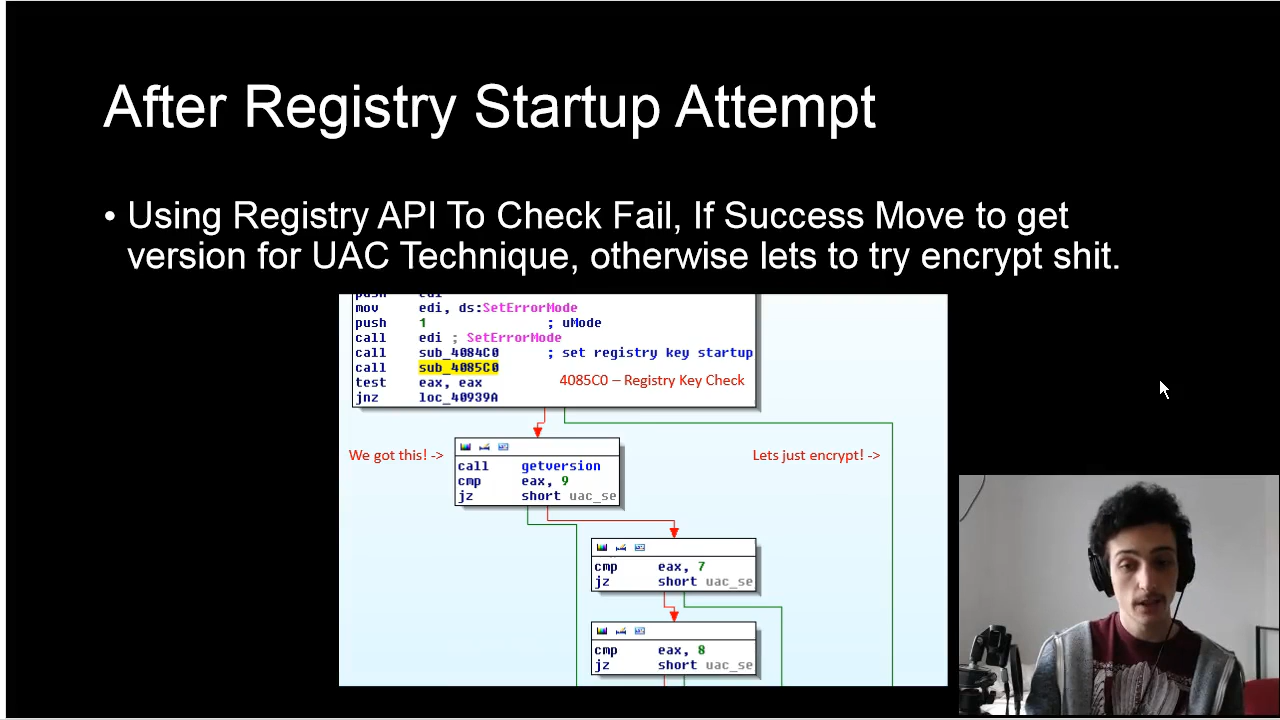 After Registry Startup Attempt
• Using Registry API To Check Fail, If Success Move to get
version for UAC Technique, otherwise lets to try encrypt shit.
push edi
mov edi, ds:SetErrorMode
push 1 ; uMode
call edi ; SetErrorMode
call sub_4084C0 ; set registry key startup
call sub_4085C0
test eax, eax
jnz loc_40939A
4085C0 – Registry Key Check
We got this! ->
Lets just encrypt! ->
call getversion
cmp eax, 9
jz short uac_se
cmp eax, 7
jz short uac_se
cmp eax, 8
jz short uac_se